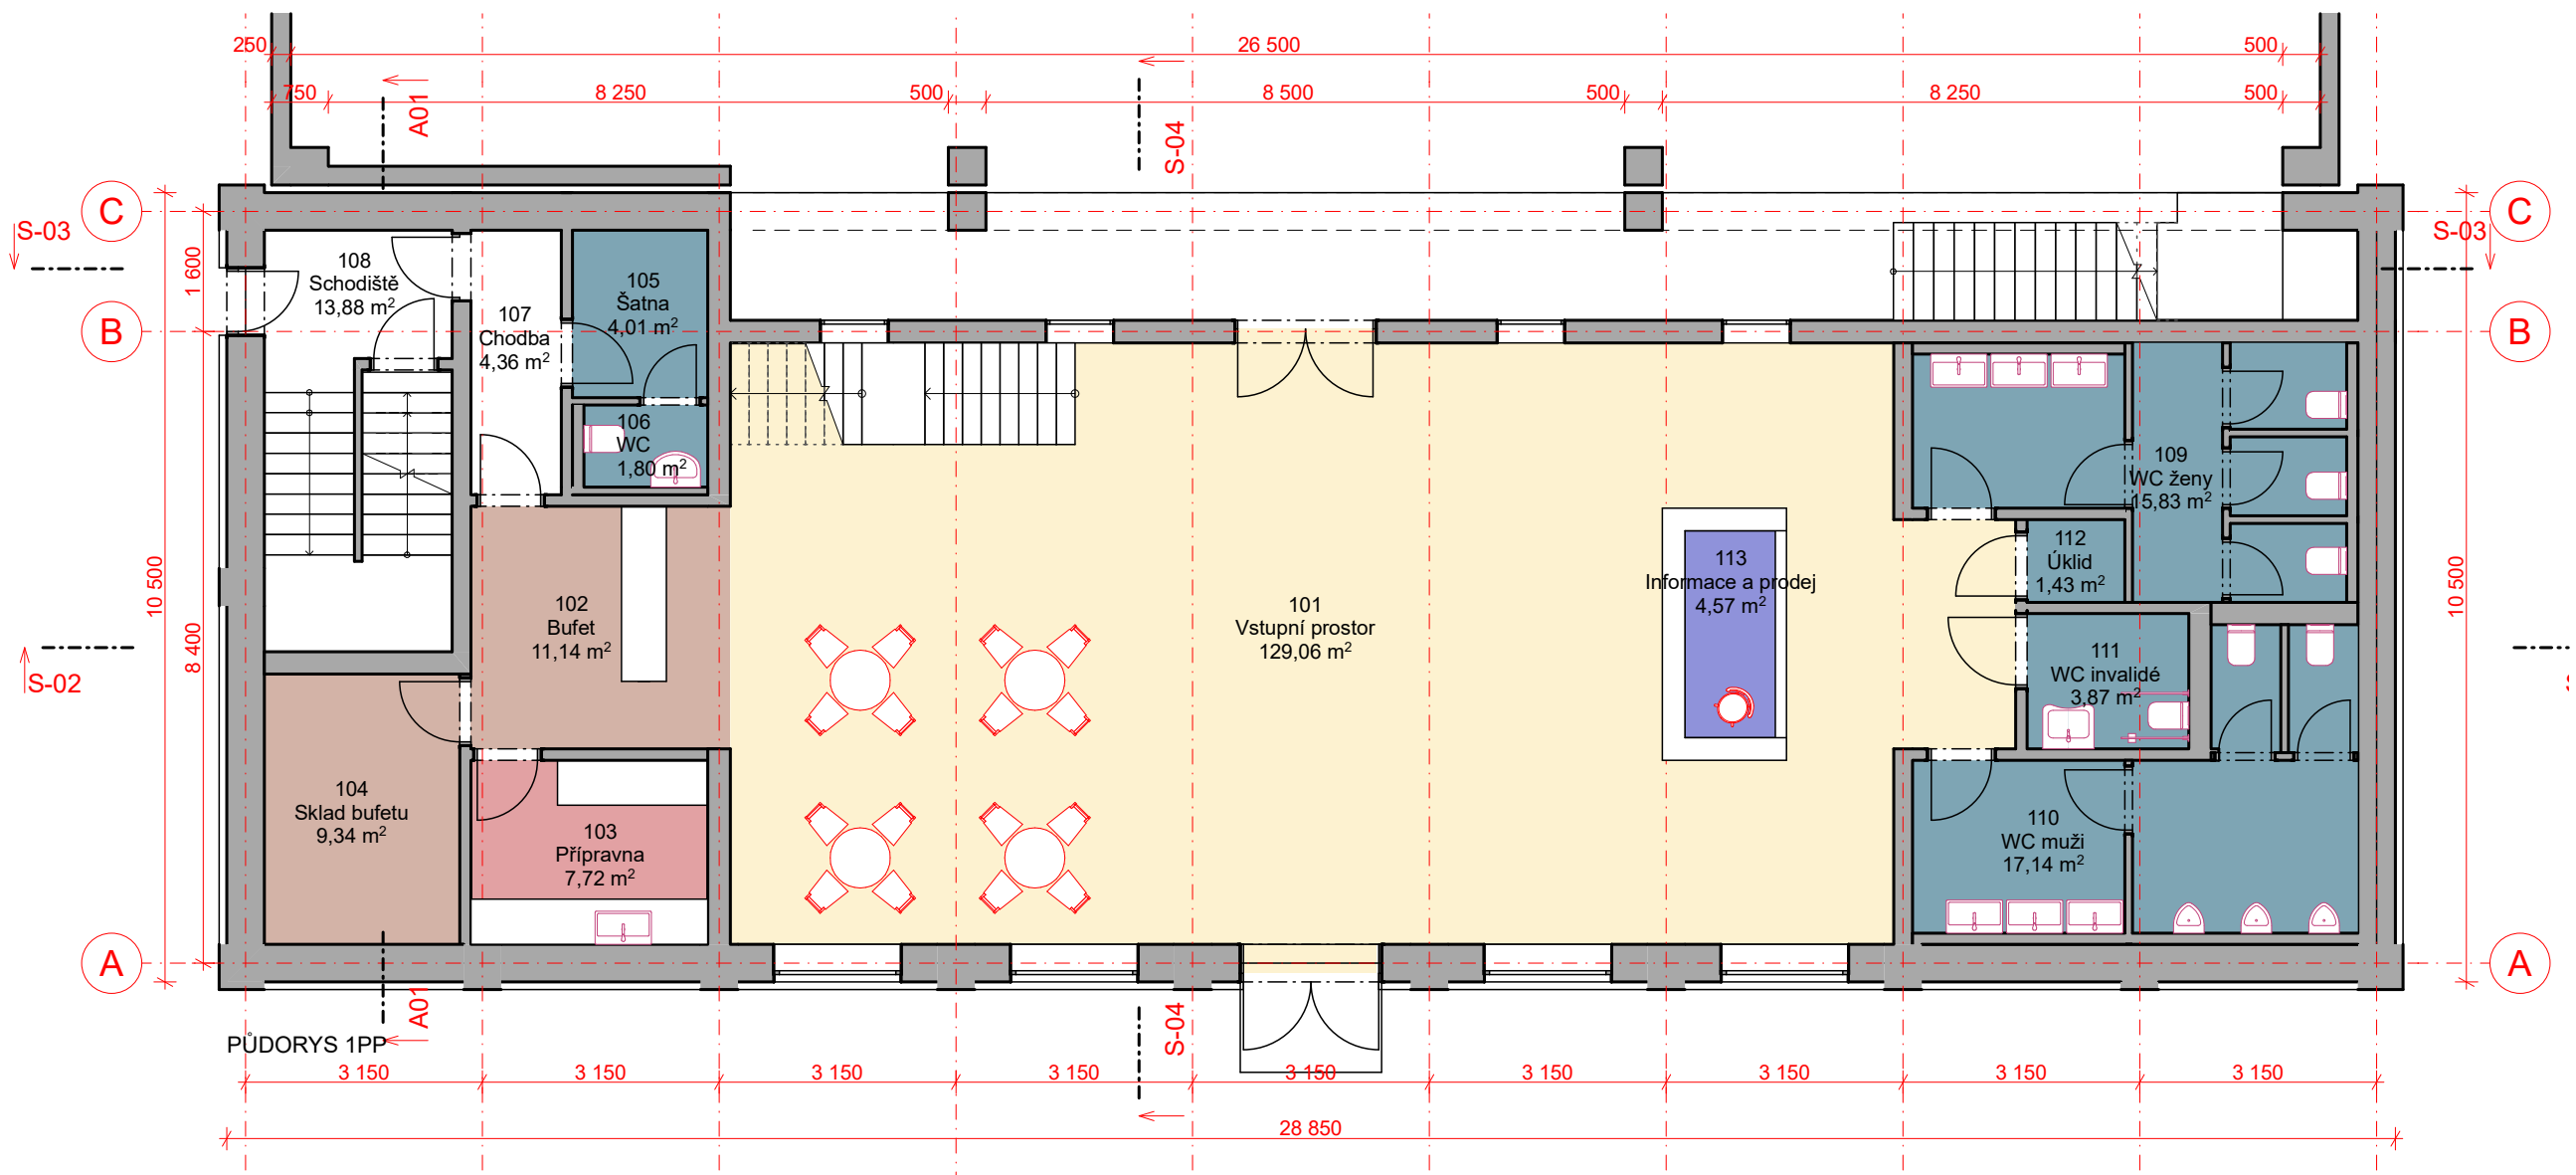 250
26 500
500
750
8 250
500
8 500
500
8 250
500
A01
S-04
C
C
S-03
S-03
1 600
108
Schodiště
13,88 m²
107
Chodba
4,36 m²
105
Šatna
4,01 m²
B
B
106
WC
1,80 m²
109
WC ženy
15,83 m²
10 500
10 500
8 400
102
Bufet
11,14 m²
101
Vstupní prostor
129,06 m²
113
Informace a prodej
4,57 m²
112
Úklid
1,43 m²
111
WC invalidé
3,87 m²
S-02
104
Sklad bufetu
9,34 m²
103
Přípravna
7,72 m²
110
WC muži
17,14 m²
A
A
A01
S-04
PŮDORYS 1PP
3 150
3 150
3 150
3 150
3 150
3 150
3 150
3 150
3 150
28 850